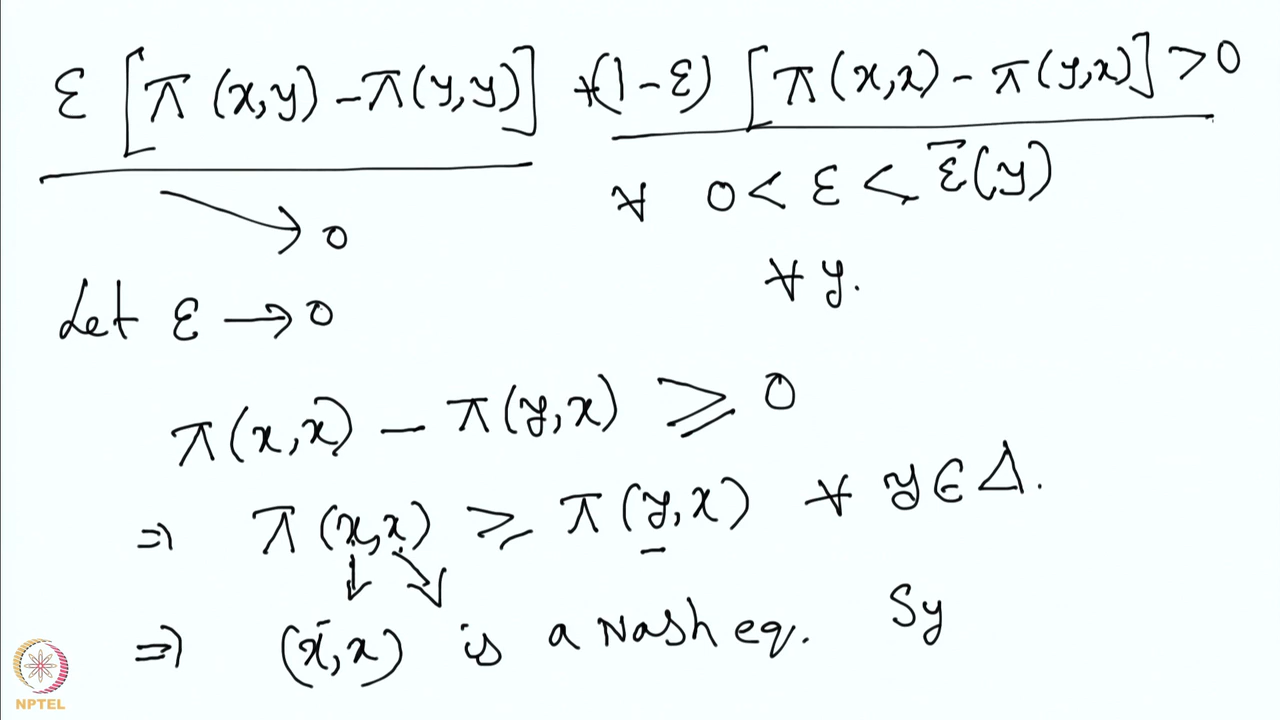 ε [π(x,y) - π(y,y)] + (1-ε) [π(x,x) - π(y,x)] > 0
∀ 0 < ε < ε̄(y)
→ 0
∀ y.
Let ε → 0
π(x,x) - π(y,x) ≥ 0
⇒ π(x,x) ≥ π(y,x) ∀ y ∈ Δ.
⇒ (x,x) is a Nash eq. Sy
NPTEL